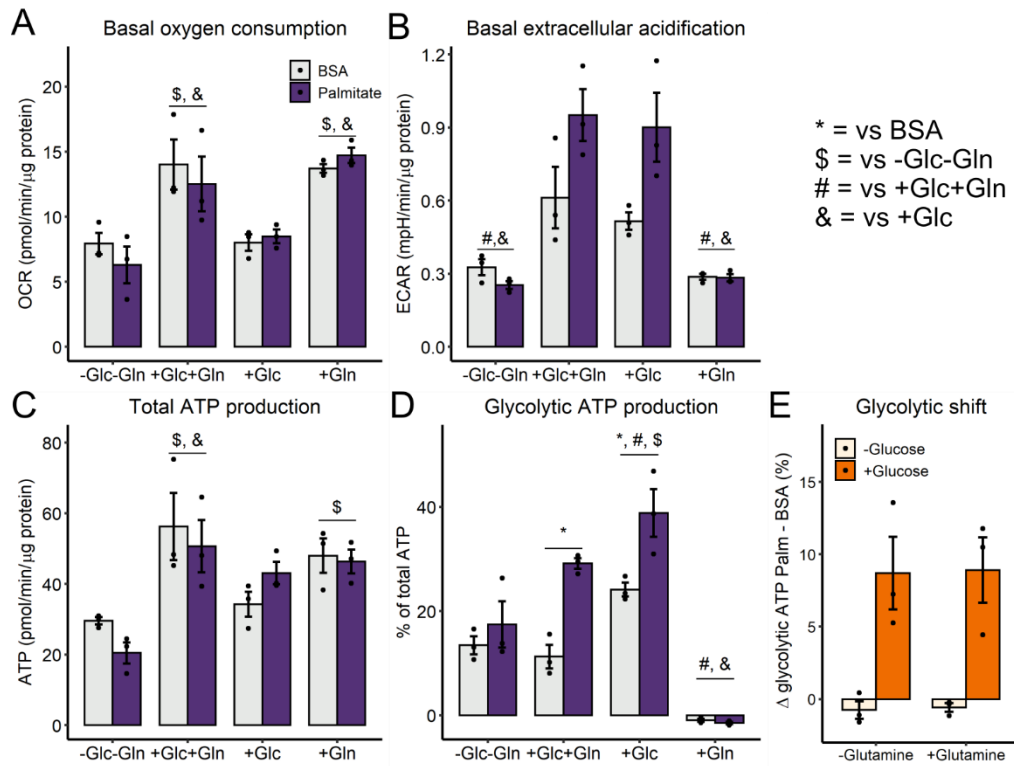 A Basal oxygen consumption
OCR (pmol/min/μg protein)
20
15
10
5
0
BSA
Palmitate
$, &
$, &
-Glc-Gln +Glc+Gln +Glc +Gln
B Basal extracellular acidification
ECAR (mpH/min/μg protein)
1.2
0.9
0.6
0.3
0.0
#,&
#, &
-Glc-Gln +Glc+Gln +Glc +Gln
* = vs BSA
$ = vs -Glc-Gln
# = vs +Glc+Gln
& = vs +Glc
C Total ATP production
ATP (pmol/min/μg protein)
80
60
40
20
0
$, &
$
-Glc-Gln +Glc+Gln +Glc +Gln
D Glycolytic ATP production
% of total ATP
40
20
0
*
*, #, $
#, &
-Glc-Gln +Glc+Gln +Glc +Gln
E Glycolytic shift
Δ glycolytic ATP Palm - BSA (%)
15
10
5
0
-Glucose
+Glucose
-Glutamine +Glutamine